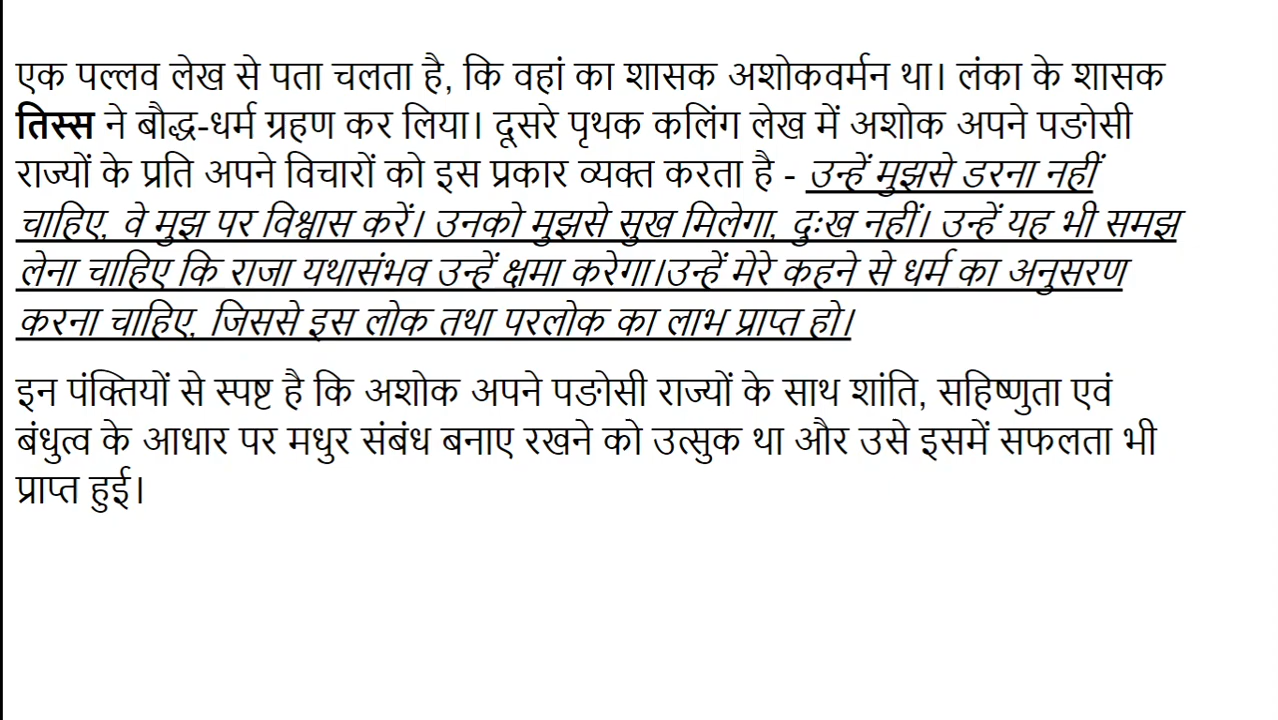 एक पल्लव लेख से पता चलता है, कि वहां का शासक अशोकवर्मन था। लंका के शासक
तिस्स ने बौद्ध-धर्म ग्रहण कर लिया। दूसरे पृथक कलिंग लेख में अशोक अपने पङोसी
राज्यों के प्रति अपने विचारों को इस प्रकार व्यक्त करता है - उन्हें मुझसे डरना नहीं
चाहिए, वे मुझ पर विश्वास करें। उनको मुझसे सुख मिलेगा, दुःख नहीं। उन्हें यह भी समझ
लेना चाहिए कि राजा यथासंभव उन्हें क्षमा करेगा।उन्हें मेरे कहने से धर्म का अनुसरण
करना चाहिए, जिससे इस लोक तथा परलोक का लाभ प्राप्त हो।
इन पंक्तियों से स्पष्ट है कि अशोक अपने पङोसी राज्यों के साथ शांति, सहिष्णुता एवं
बंधुत्व के आधार पर मधुर संबंध बनाए रखने को उत्सुक था और उसे इसमें सफलता भी
प्राप्त हुई।